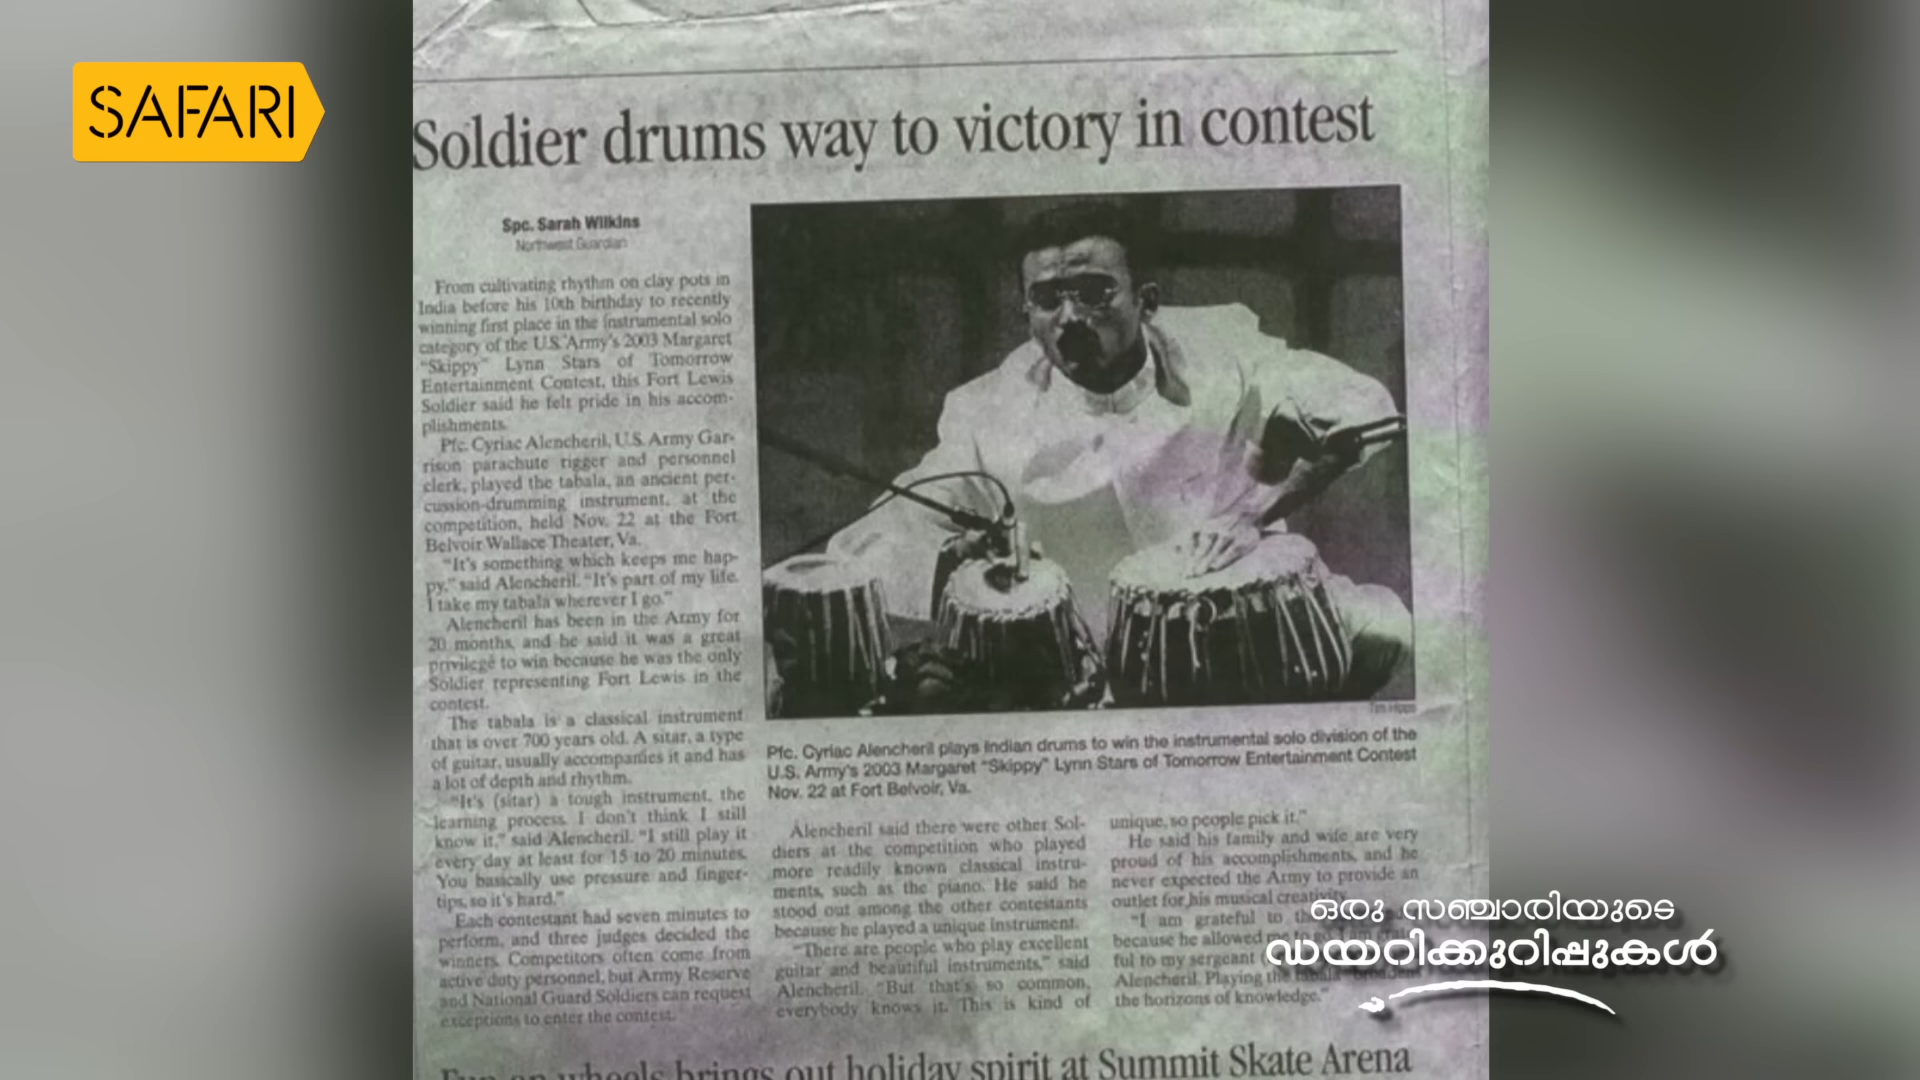 SAFARI
Soldier drums way to victory in contest
Spc. Sarah Wilkins
Northwest Guardian
From cultivating rhythm on clay pots in
India before his 10th birthday to recently
winning first place in the instrumental solo
category of the U.S. Army's 2003 Margaret
"Skippy" Lynn Stars of Tomorrow
Entertainment Contest, this Fort Lewis
Soldier said he felt pride in his accom-
plishments.
Pfc. Cyriac Alencheril, U.S. Army Gar-
rison parachute rigger and personnel
clerk, played the tabala, an ancient per-
cussion-drumming instrument, at the
competition, held Nov. 22 at the Fort
Belvoir Wallace Theater, Va.
"It's something which keeps me hap-
py," said Alencheril. "It's part of my life.
I take my tabala wherever I go."
Alencheril has been in the Army for
20 months, and he said it was a great
privilege to win because he was the only
Soldier representing Fort Lewis in the
contest.
The tabala is a classical instrument
that is over 700 years old. A sitar, a type
of guitar, usually accompanies it and has
a lot of depth and rhythm.
"It's (sitar) a tough instrument, the
learning process. I don't think I still
know it," said Alencheril. "I still play it
every day at least for 15 to 20 minutes.
You basically use pressure and finger-
tips, so it's hard."
Each contestant had seven minutes to
perform, and three judges decided the
winners. Competitors often come from
active duty personnel, but Army Reserve
and National Guard Soldiers can request
exceptions to enter the contest.
Tim Hipps
Pfc. Cyriac Alencheril plays Indian drums to win the instrumental solo division of the
U.S. Army's 2003 Margaret "Skippy" Lynn Stars of Tomorrow Entertainment Contest
Nov. 22 at Fort Belvoir, Va.
Alencheril said there were other Sol-
diers at the competition who played
more readily known classical instru-
ments, such as the piano. He said he
stood out among the other contestants
because he played a unique instrument.
"There are people who play excellent
guitar and beautiful instruments," said
Alencheril. "But that's so common,
everybody knows it. This is kind of
unique, so people pick it."
He said his family and wife are very
proud of his accomplishments, and he
never expected the Army to provide an
outlet for his musical creativity.
"I am grateful to
because he allowed me to
ful to my sergeant
Alencheril. Playing the
the horizons of knowledge."
ഒരു സഞ്ചാരിയുടെ
ഡയറിക്കുറിപ്പുകൾ
wheels brings out holiday spirit at Summit Skate Arena